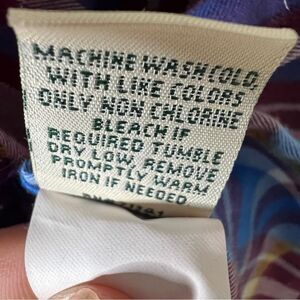 MACHINE WASH COLD
WITH LIKE COLORS
ONLY NON CHLORINE
BLEACH IF
REQUIRED TUMBLE
DRY LOW, REMOVE
PROMPTLY WARM
IRON IF NEEDED